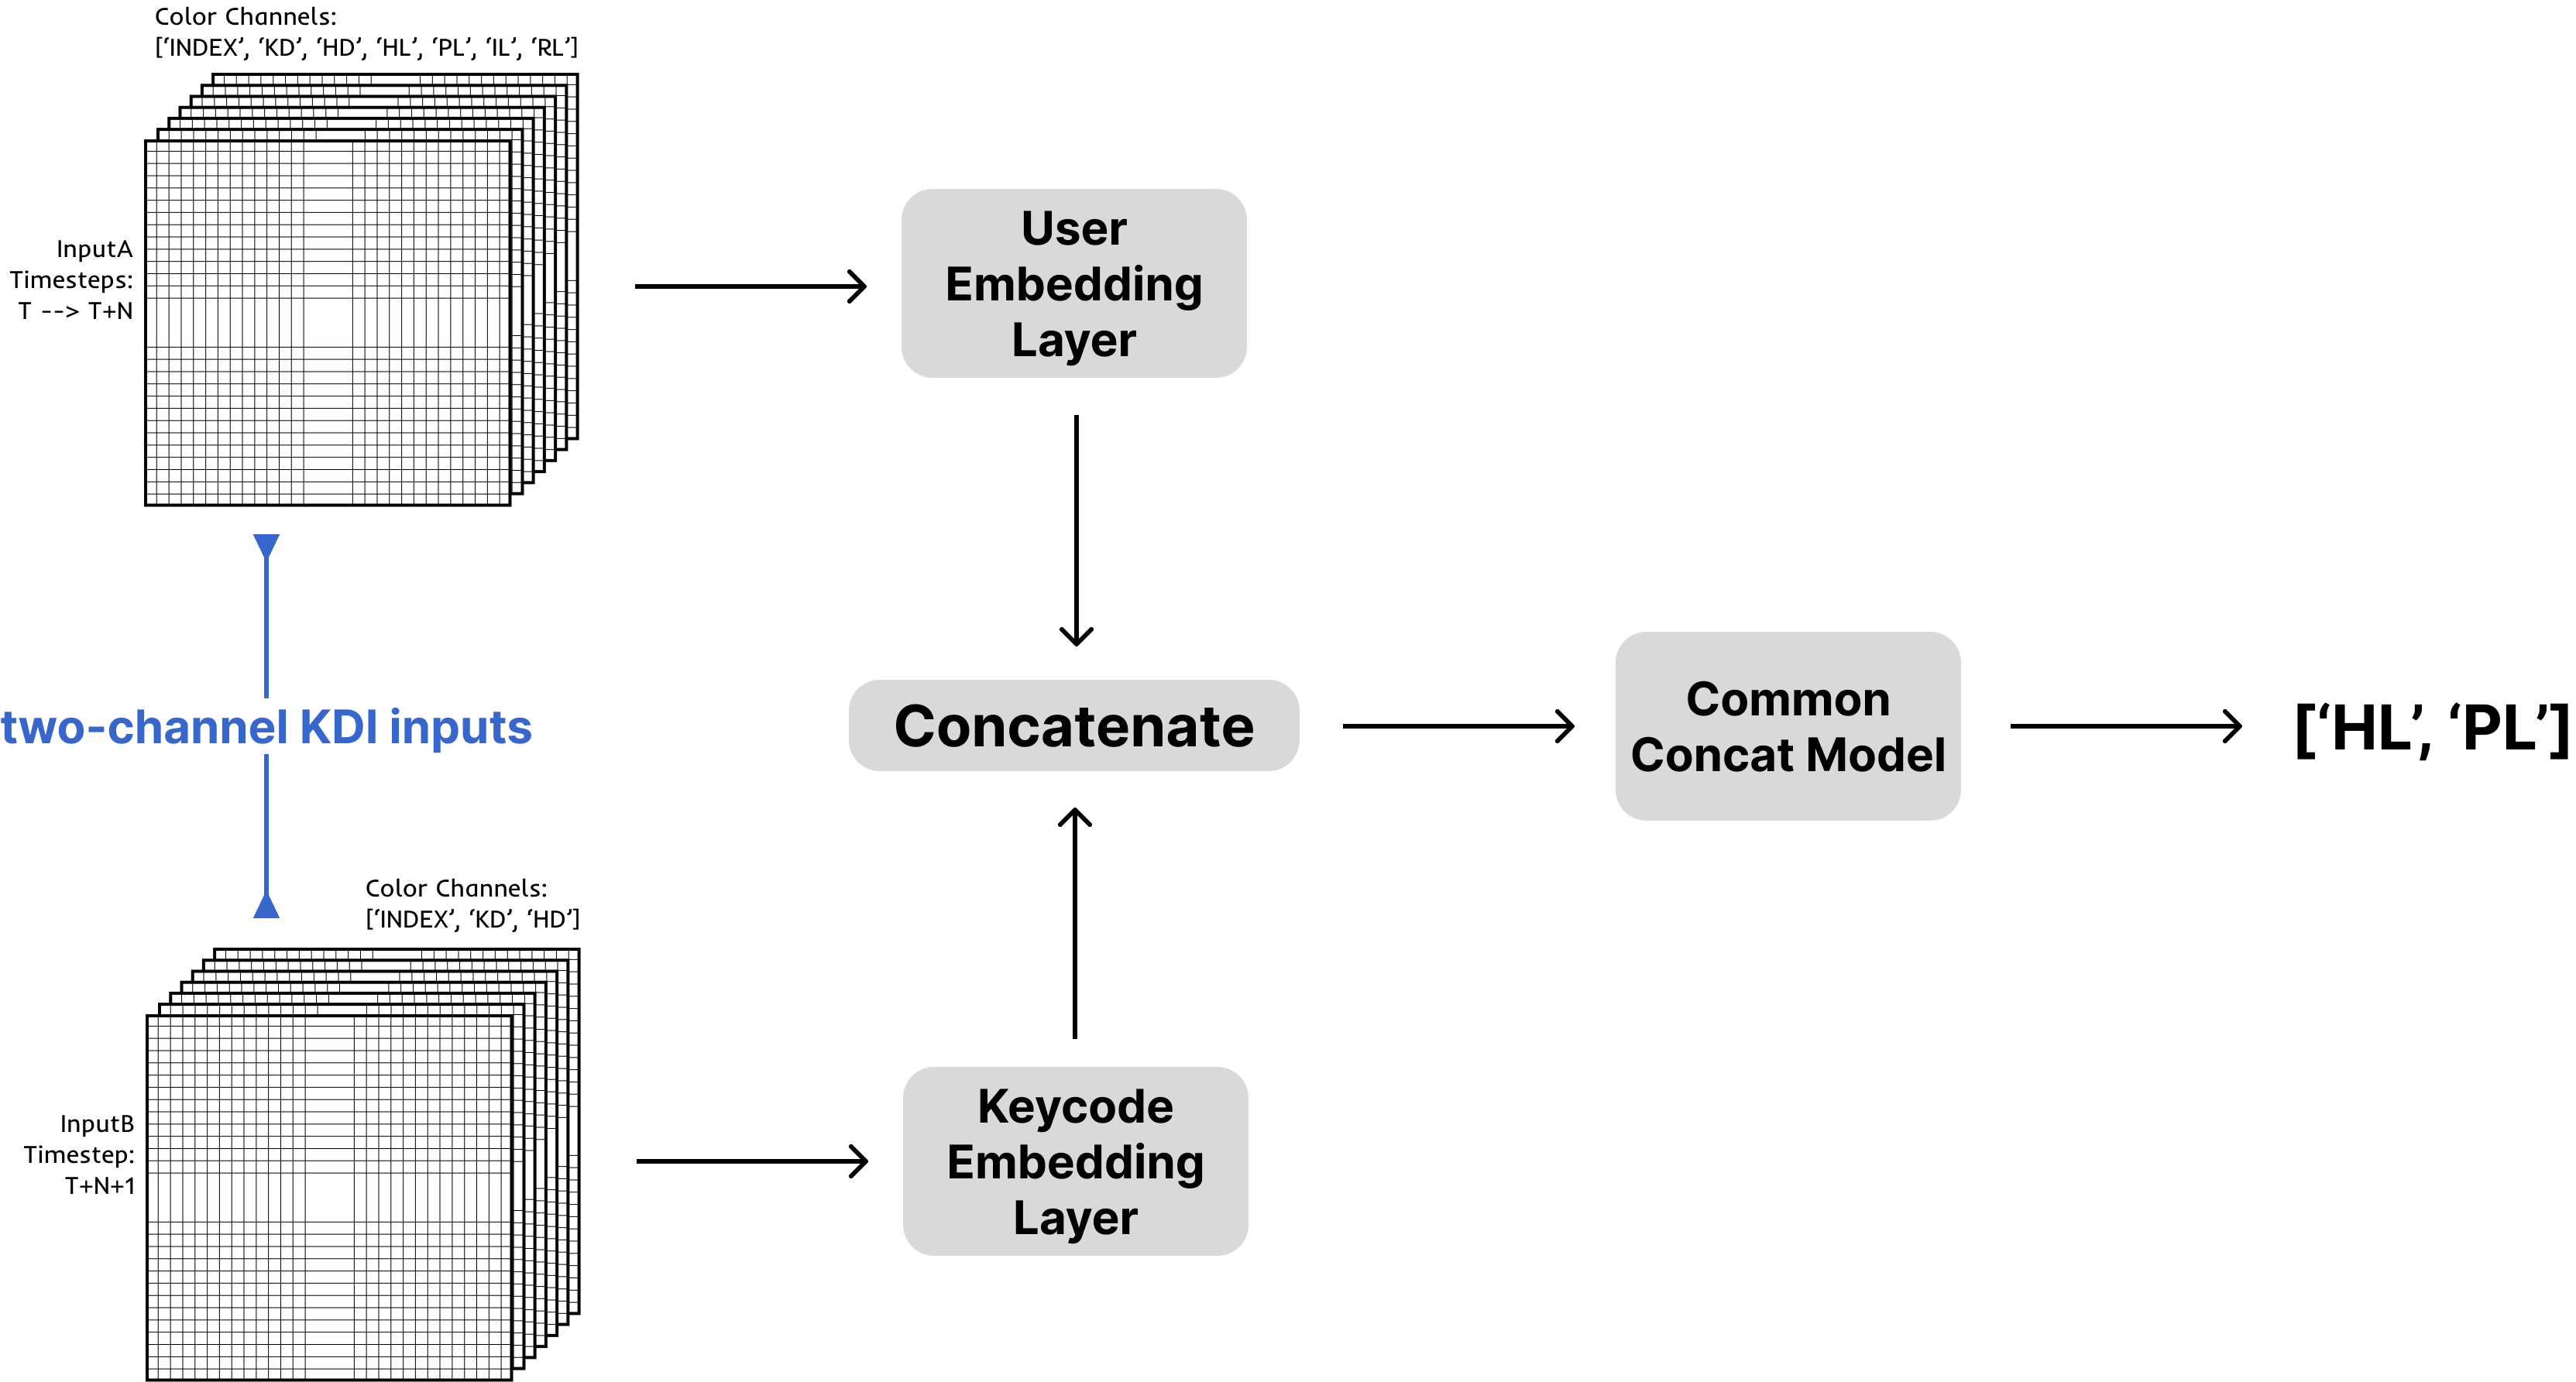 Color Channels:
[‘INDEX’, ‘KD’, ‘HD’, ‘HL’, ‘PL’, ‘IL’, ‘RL’]
InputA
Timesteps:
T --> T+N
User
Embedding
Layer
two-channel KDI inputs
Concatenate
Common
Concat Model
[‘HL’, ‘PL’]
Color Channels:
[‘INDEX’, ‘KD’, ‘HD’]
InputB
Timestep:
T+N+1
Keycode
Embedding
Layer